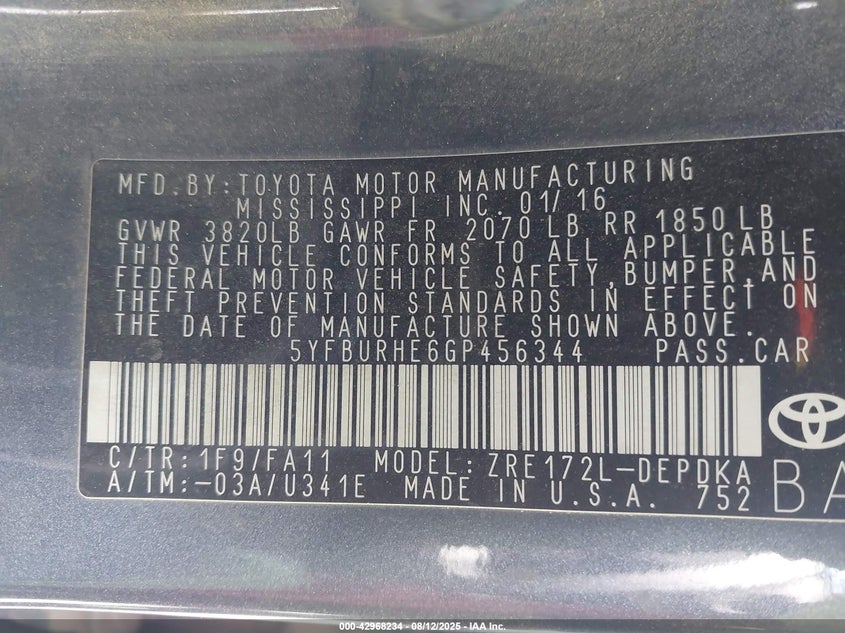 MFD.BY:TOYOTA MOTOR MANUFACTURING
MISSISSIPPI INC. 01/16
GVWR 3820LB GAWR FR 2070 LB RR 1850 LB
THIS VEHICLE CONFORMS TO ALL APPLICABLE
FEDERAL MOTOR VEHICLE SAFETY,BUMPER,AND
THEFT PREVENTION STANDARDS IN EFFECT ON
THE DATE OF MANUFACTURE SHOWN ABOVE.
5YFBURHE6GP456344 PASS.CAR
C/TR:1F9/FA11 MODEL:ZRE172L-DEPDKA
A/TM:-03A/U341E MADE IN U.S.A. 752
BA
000-42968234 - 08/12/2025 - IAA Inc.